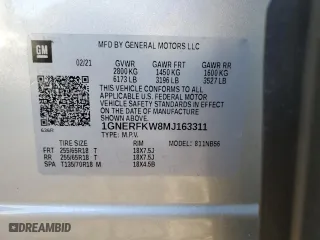 GM
MFD BY GENERAL MOTORS LLC
02/21 GVWR GAWR FRT GAWR RR
2800 KG 1450 KG 1600 KG
6173 LB 3196 LB 3527 LB
THIS VEHICLE CONFORMS TO ALL APPLICABLE U.S. FEDERAL MOTOR VEHICLE SAFETY STANDARDS IN EFFECT ON THE DATE OF MANUFACTURE SHOWN ABOVE.
1GNERFKW8MJ163311
TYPE: M.P.V. MODEL: 811NB56
TIRE SIZE RIM
FRT 255/65R18 T 18X7.5J
RR 255/65R18 T 18X7.5J
SPA T135/70R18 M 18X4.5B